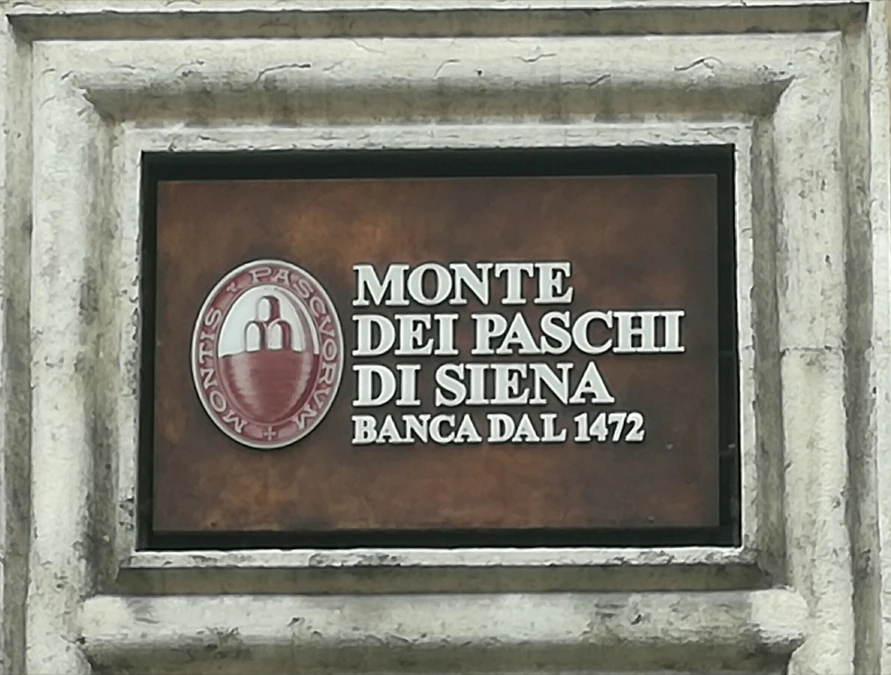 MONTIS PASCVORVM +
MONTE
DEI PASCHI
DI SIENA
BANCA DAL 1472